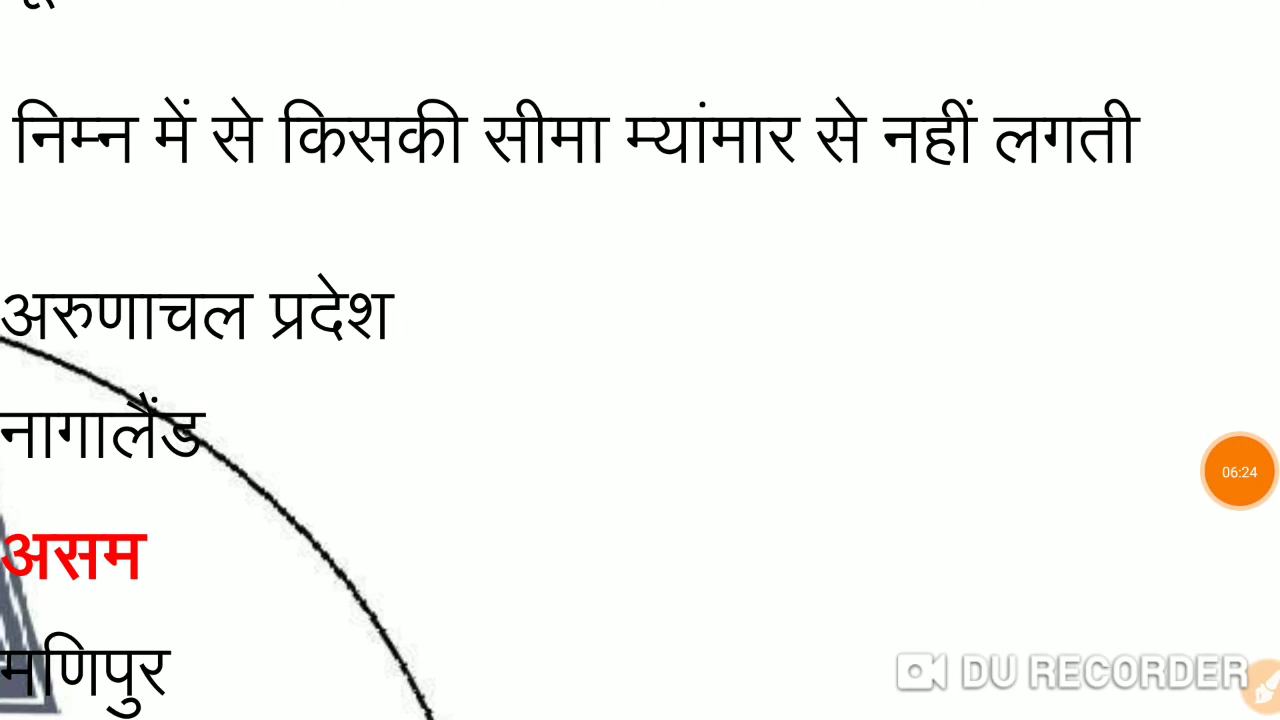 निम्न में से किसकी सीमा म्यांमार से नहीं लगती
अरुणाचल प्रदेश
नागालैंड
06:24
असम
मणिपुर
DU RECORDER